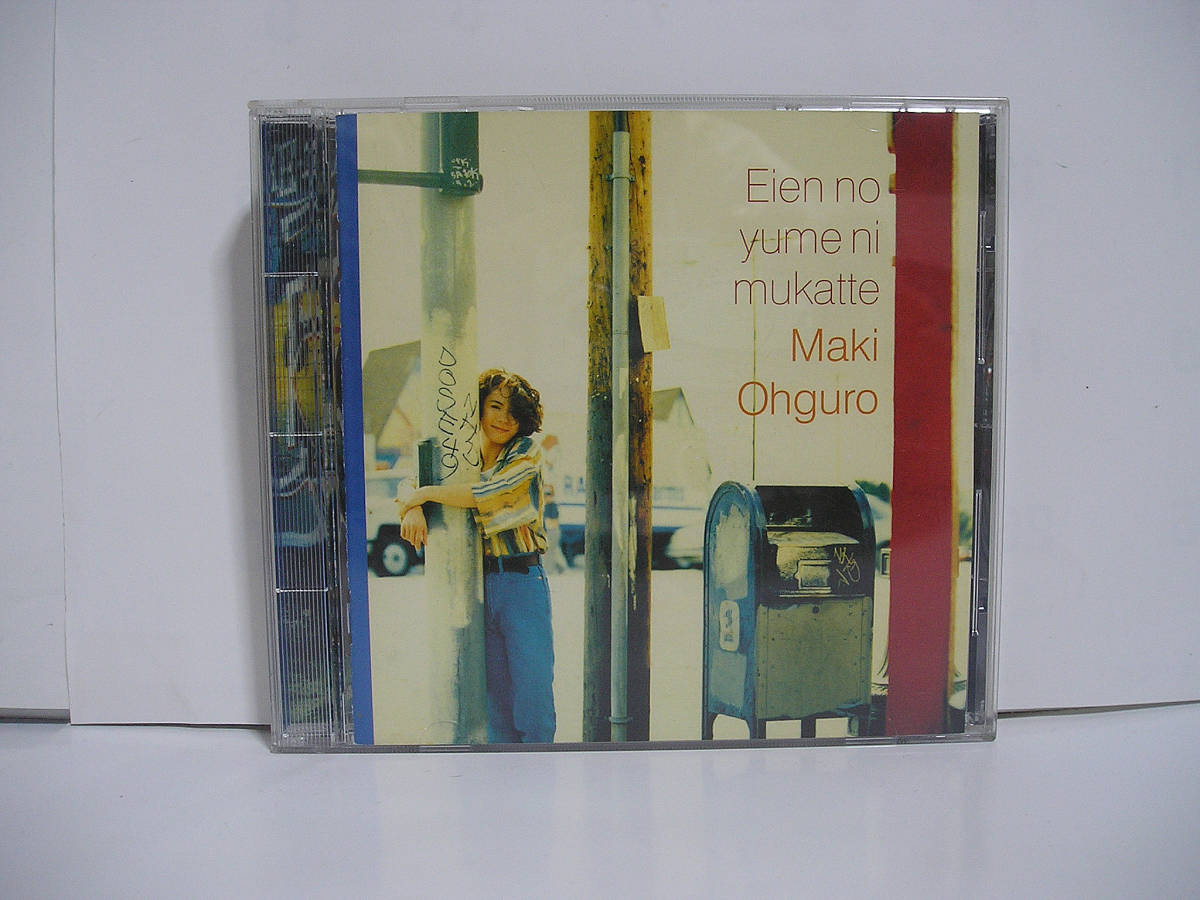 Eien no
yume ni
mukatte
Maki
Ohguro